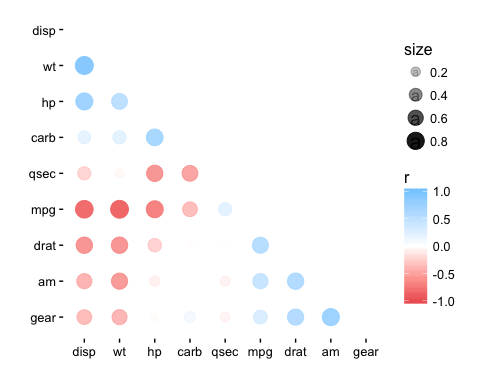 disp
wt
hp
carb
qsec
mpg
drat
am
gear
disp wt hp carb qsec mpg drat am gear
size
a 0.2
a 0.4
a 0.6
a 0.8
r
1.0
0.5
0.0
-0.5
-1.0